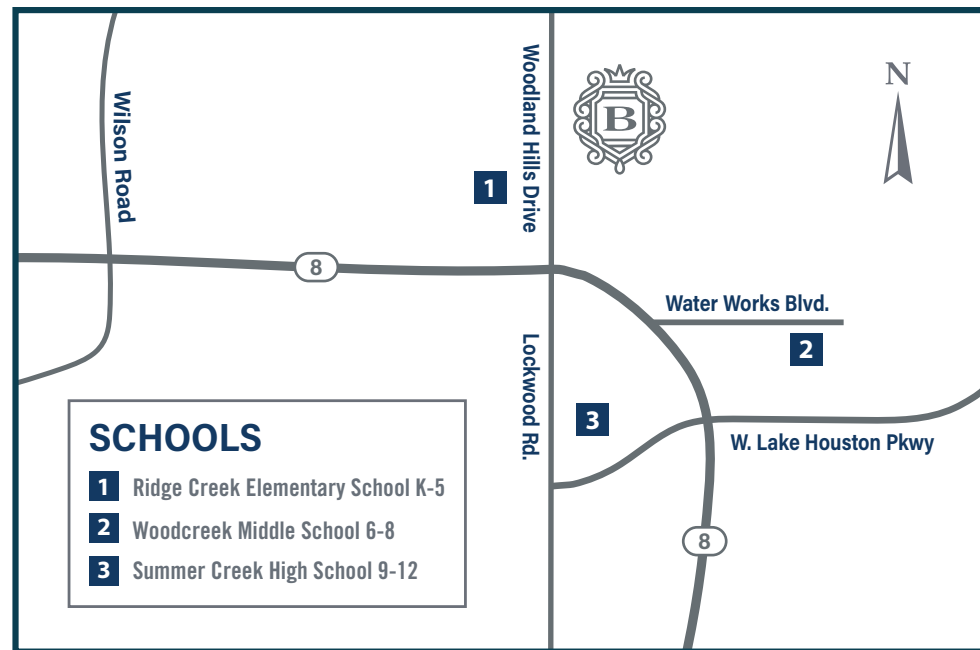 Wilson Road
Woodland Hills Drive
B
N
1
8
Water Works Blvd.
2
Lockwood Rd.
3
W. Lake Houston Pkwy
8
SCHOOLS
1 Ridge Creek Elementary School K-5
2 Woodcreek Middle School 6-8
3 Summer Creek High School 9-12